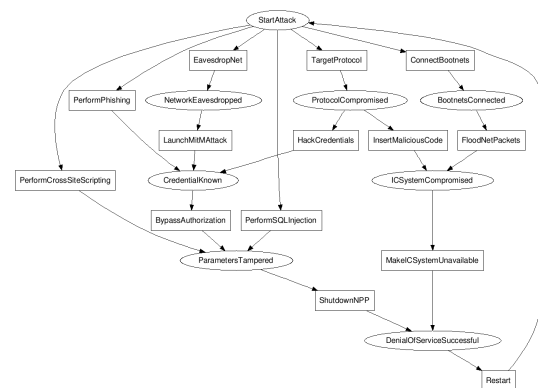 StartAttack
EavesdropNet
TargetProtocol
ConnectBootnets
PerformPhishing
NetworkEavesdropped
ProtocolCompromised
BootnetsConnected
LaunchMitMAttack
HackCredentials
InsertMaliciousCode
FloodNetPackets
PerformCrossSiteScripting
CredentialKnown
ICSystemCompromised
BypassAuthorization
PerformSQLInjection
ParametersTampered
MakeICSystemUnavailable
ShutdownNPP
DenialOfServiceSuccessful
Restart